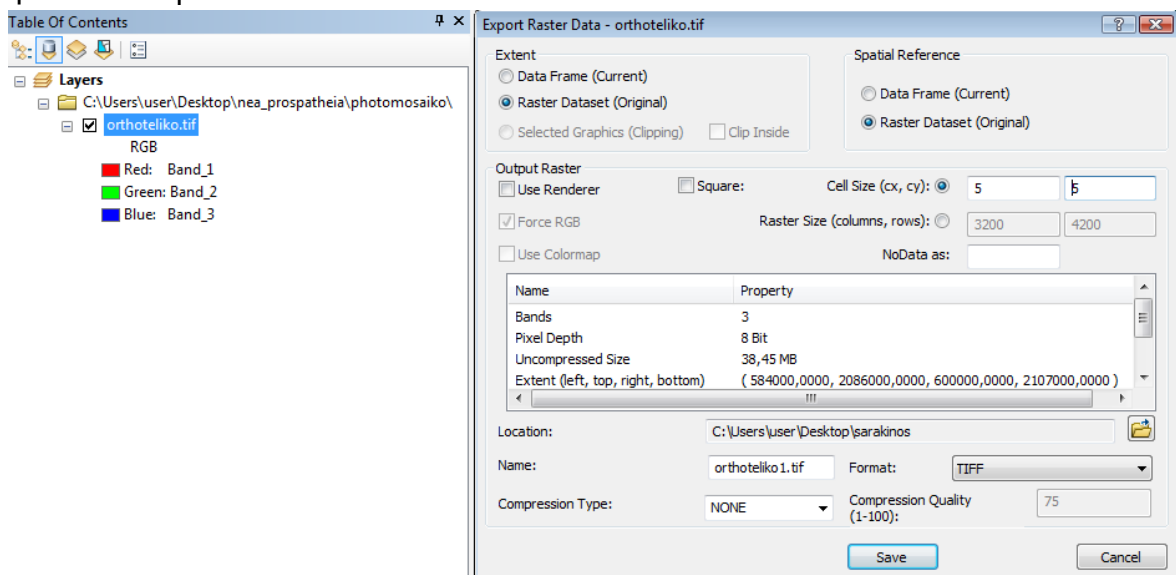 Table Of Contents
Layers
C:\Users\user\Desktop\nea_prospatheia\photomosaiko\
orthoteliko.tif
RGB
Red: Band_1
Green: Band_2
Blue: Band_3
Export Raster Data - orthoteliko.tif
Extent
Data Frame (Current)
Raster Dataset (Original)
Selected Graphics (Clipping) Clip Inside
Spatial Reference
Data Frame (Current)
Raster Dataset (Original)
Output Raster
Use Renderer Square: Cell Size (cx, cy): 5 5
Force RGB Raster Size (columns, rows): 3200 4200
Use Colormap NoData as:
Name Property
Bands 3
Pixel Depth 8 Bit
Uncompressed Size 38,45 MB
Extent (left, top, right, bottom) ( 584000,0000, 2086000,0000, 600000,0000, 2107000,0000 )
Location: C:\Users\user\Desktop\sarakinos
Name: orthoteliko1.tif Format: TIFF
Compression Type: NONE Compression Quality (1-100): 75
Save Cancel